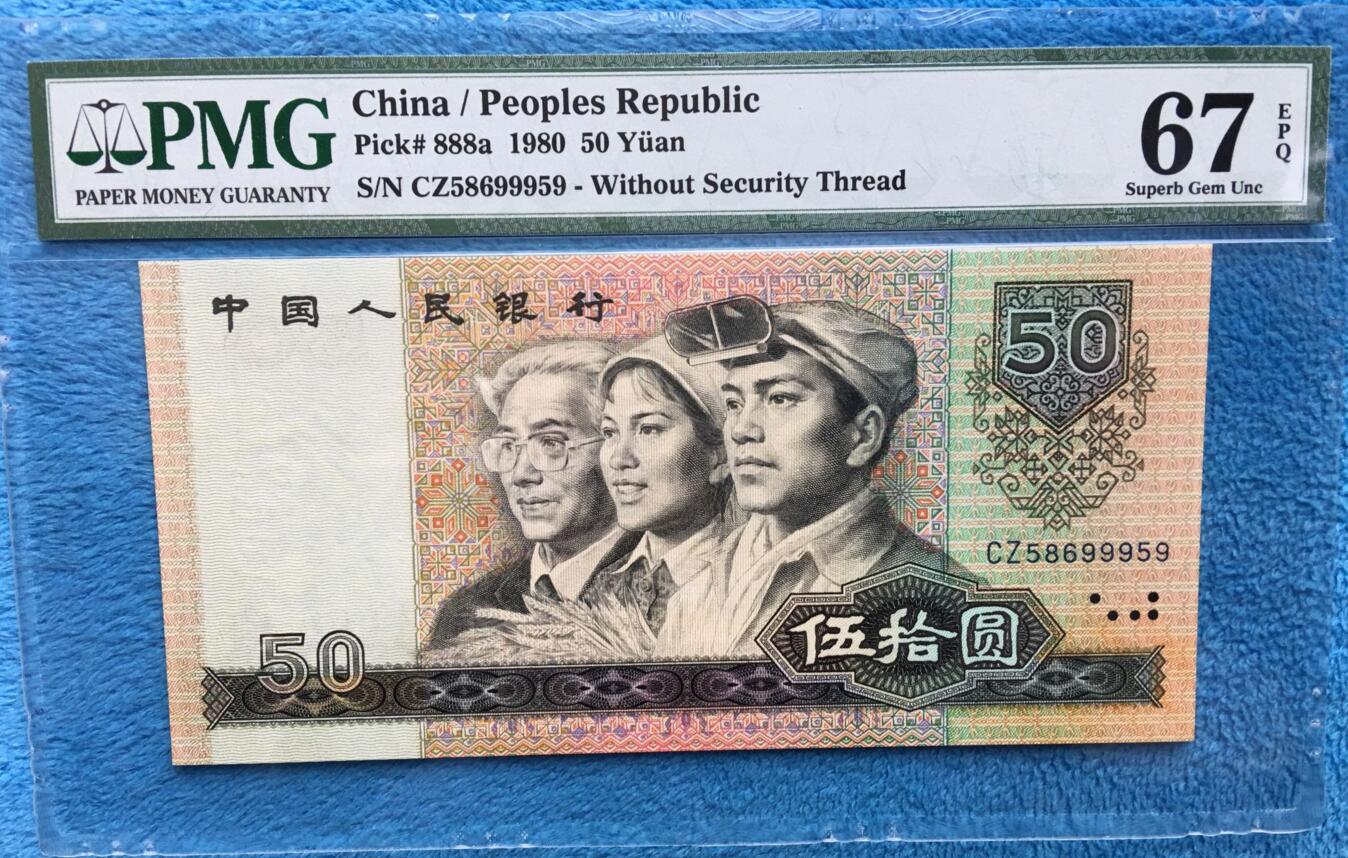 PMG
PAPER MONEY GUARANTY
China / Peoples Republic
Pick# 888a 1980 50 Yüan
S/N CZ58699959 - Without Security Thread
67
EPQ
Superb Gem Unc
中国人民银行
50
CZ58699959
50
伍拾圆